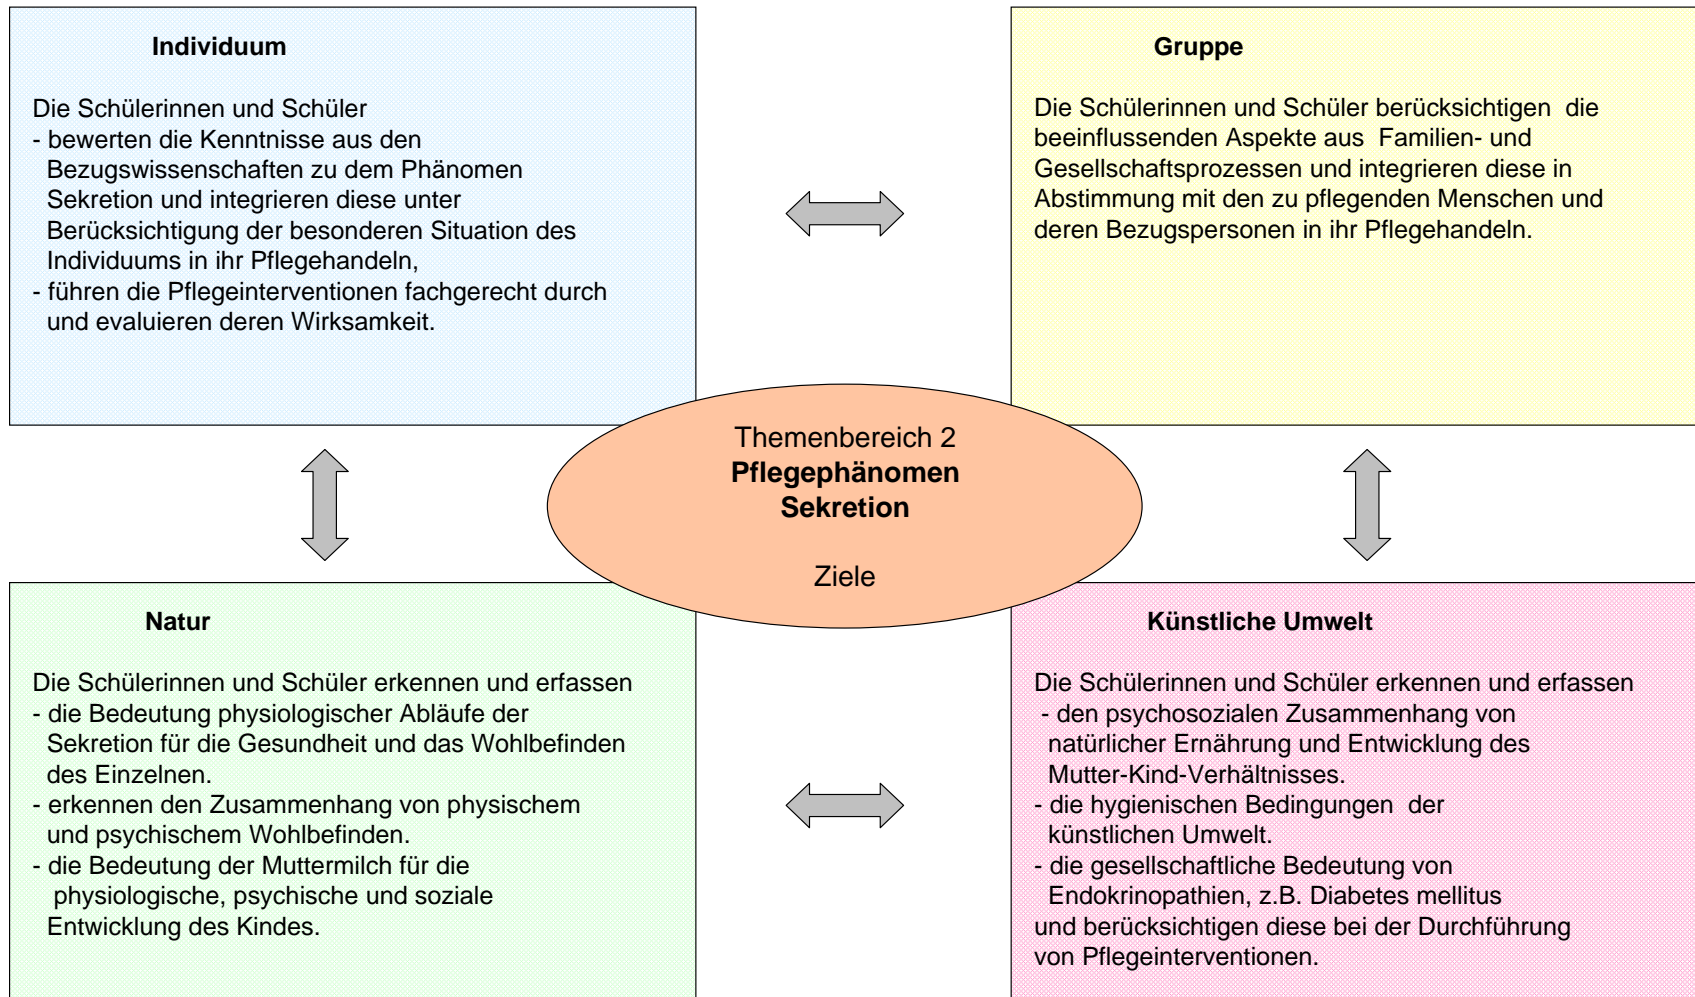 Individuum
Die Schülerinnen und Schüler
- bewerten die Kenntnisse aus den
Bezugswissenschaften zu dem Phänomen
Sekretion und integrieren diese unter
Berücksichtigung der besonderen Situation des
Individuums in ihr Pflegehandeln,
- führen die Pflegeinterventionen fachgerecht durch
und evaluieren deren Wirksamkeit.
Gruppe
Die Schülerinnen und Schüler berücksichtigen die
beeinflussenden Aspekte aus Familien- und
Gesellschaftsprozessen und integrieren diese in
Abstimmung mit den zu pflegenden Menschen und
deren Bezugspersonen in ihr Pflegehandeln.
Themenbereich 2
Pflegephänomen
Sekretion
Ziele
Natur
Die Schülerinnen und Schüler erkennen und erfassen
- die Bedeutung physiologischer Abläufe der
Sekretion für die Gesundheit und das Wohlbefinden
des Einzelnen.
- erkennen den Zusammenhang von physischem
und psychischem Wohlbefinden.
- die Bedeutung der Muttermilch für die
physiologische, psychische und soziale
Entwicklung des Kindes.
Künstliche Umwelt
Die Schülerinnen und Schüler erkennen und erfassen
- den psychosozialen Zusammenhang von
natürlicher Ernährung und Entwicklung des
Mutter-Kind-Verhältnisses.
- die hygienischen Bedingungen der
künstlichen Umwelt.
- die gesellschaftliche Bedeutung von
Endokrinopathien, z.B. Diabetes mellitus
und berücksichtigen diese bei der Durchführung
von Pflegeinterventionen.